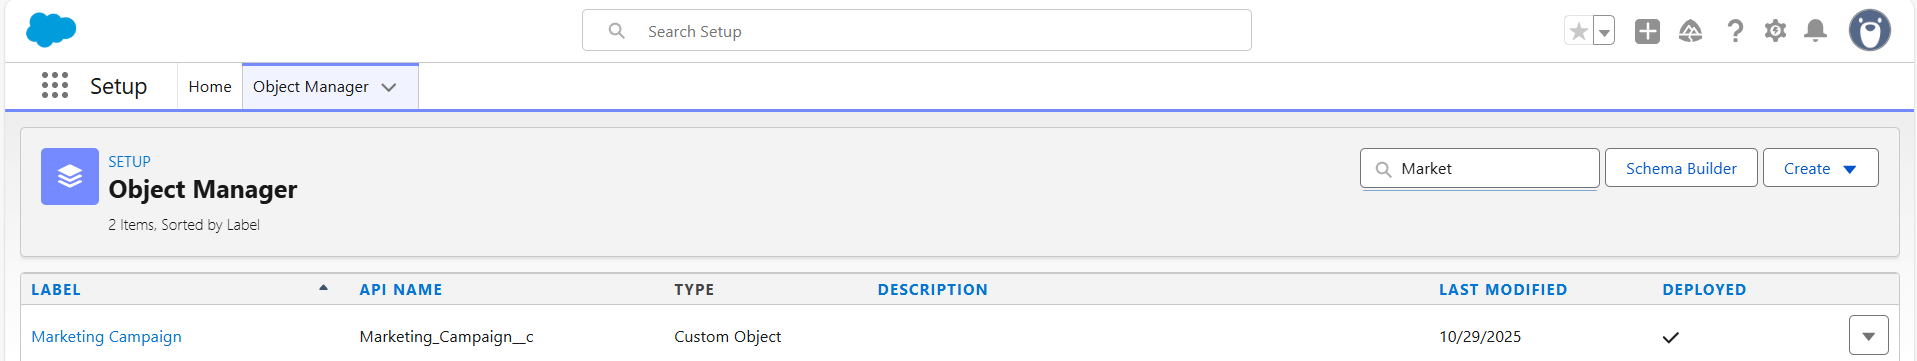 Search Setup
Setup
Home
Object Manager
SETUP
Object Manager
2 Items, Sorted by Label
Market
Schema Builder
Create
LABEL API NAME TYPE DESCRIPTION LAST MODIFIED DEPLOYED
Marketing Campaign Marketing_Campaign__c Custom Object 10/29/2025